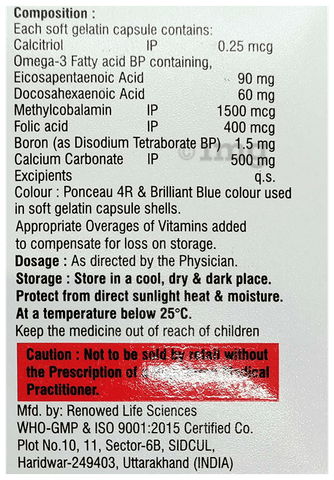 Composition :
Each soft gelatin capsule contains:
Calcitriol IP 0.25 mcg
Omega-3 Fatty acid BP containing,
Eicosapentaenoic Acid 90 mg
Docosahexaenoic Acid 60 mg
Methylcobalamin IP 1500 mcg
Folic acid IP 400 mcg
Boron (as Disodium Tetraborate BP) 1.5 mg
Calcium Carbonate IP 500 mg
Excipients q.s.
Colour : Ponceau 4R & Brilliant Blue colour used
in soft gelatin capsule shells.
Appropriate Overages of Vitamins added
to compensate for loss on storage.
Dosage : As directed by the Physician.
Storage : Store in a cool, dry & dark place.
Protect from direct sunlight heat & moisture.
At a temperature below 25°C.
Keep the medicine out of reach of children
Caution : Not to be sold by retail without
the Prescription of Medical
Practitioner.
Mfd. by: Renowed Life Sciences
WHO-GMP & ISO 9001:2015 Certified Co.
Plot No.10, 11, Sector-6B, SIDCUL,
Haridwar-249403, Uttarakhand (INDIA)